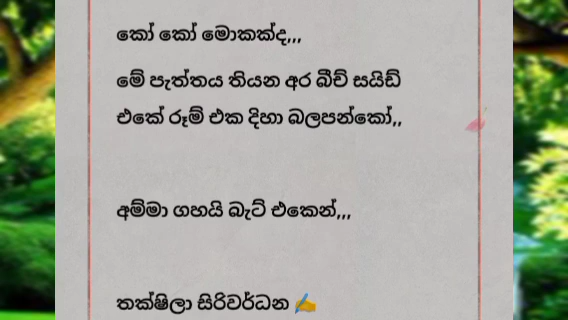 කෝ කෝ මොකක්ද,,,
මේ පැත්තය තියන අර බීච් සයිඩ්
එකේ රූම් එක දිහා බලපන්කෝ,,
අම්මා ගහයි බැට් එකෙන්,,,
තක්ෂිලා සිරිවර්ධන ✍️